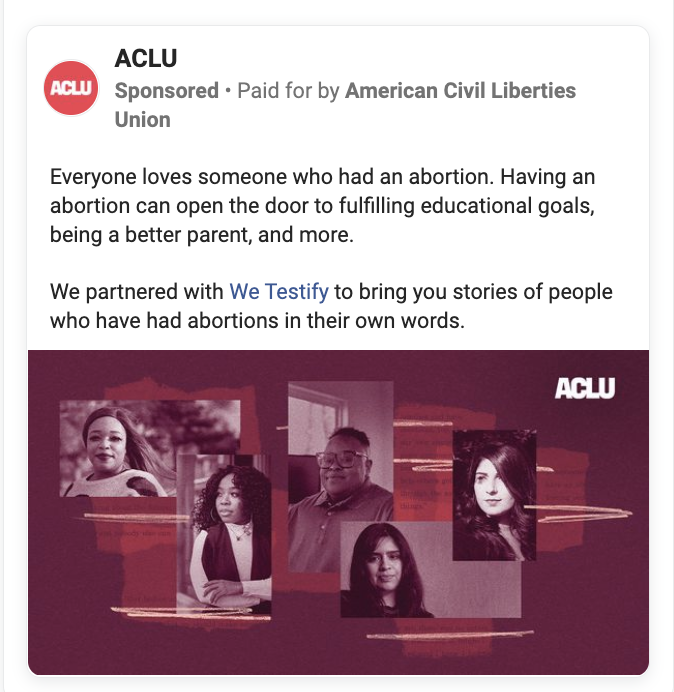 ACLU
ACLU
Sponsored • Paid for by American Civil Liberties
Union
Everyone loves someone who had an abortion. Having an
abortion can open the door to fulfilling educational goals,
being a better parent, and more.
We partnered with We Testify to bring you stories of people
who have had abortions in their own words.
ACLU